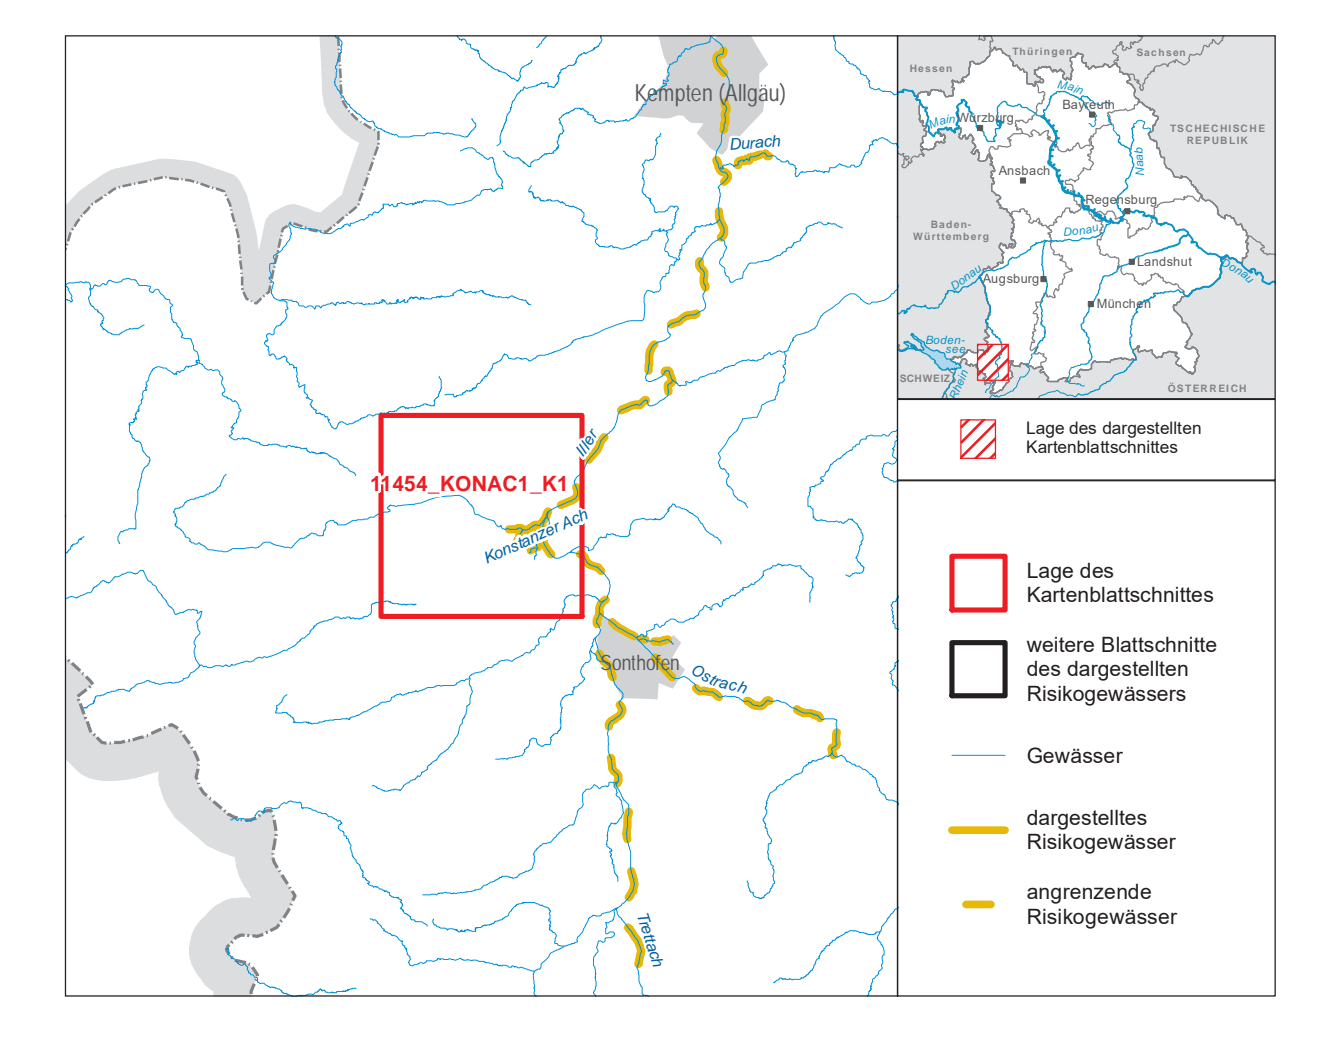 Kempten (Allgäu)
Durach
Iller
11454_KONAC1_K1
Konstanzer Ach
Sonthofen
Ostrach
Trettach
Thüringen
Sachsen
Hessen
Main
Bayreuth
Main
Würzburg
TSCHECHISCHE
REPUBLIK
Naab
Ansbach
Regensburg
Baden-
Württemberg
Donau
Landshut
Donau
Donau
Augsburg
München
Boden-
see
SCHWEIZ
Rhein
ÖSTERREICH
Lage des dargestellten
Kartenblattschnittes
Lage des
Kartenblattschnittes
weitere Blattschnitte
des dargestellten
Risikogewässers
Gewässer
dargestelltes
Risikogewässer
angrenzende
Risikogewässer